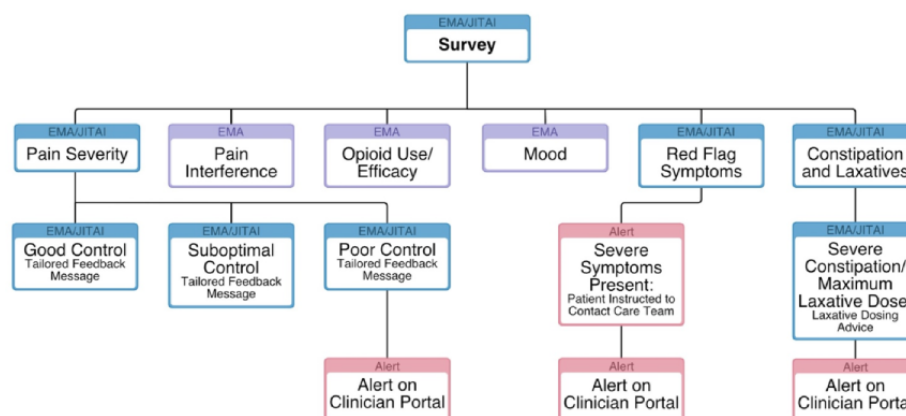 EMA/JITAI
Survey
EMA/JITAI
Pain Severity
EMA
Pain
Interference
EMA
Opioid Use/
Efficacy
EMA
Mood
EMA/JITAI
Red Flag
Symptoms
EMA/JITAI
Constipation
and Laxatives
EMA/JITAI
Good Control
Tailored Feedback
Message
EMA/JITAI
Suboptimal
Control
Tailored Feedback
Message
EMA/JITAI
Poor Control
Tailored Feedback
Message
Alert
Severe
Symptoms
Present:
Patient Instructed to
Contact Care Team
EMA/JITAI
Severe
Constipation/
Maximum
Laxative Dose
Laxative Dosing
Advice
Alert
Alert on
Clinician Portal
Alert
Alert on
Clinician Portal
Alert
Alert on
Clinician Portal